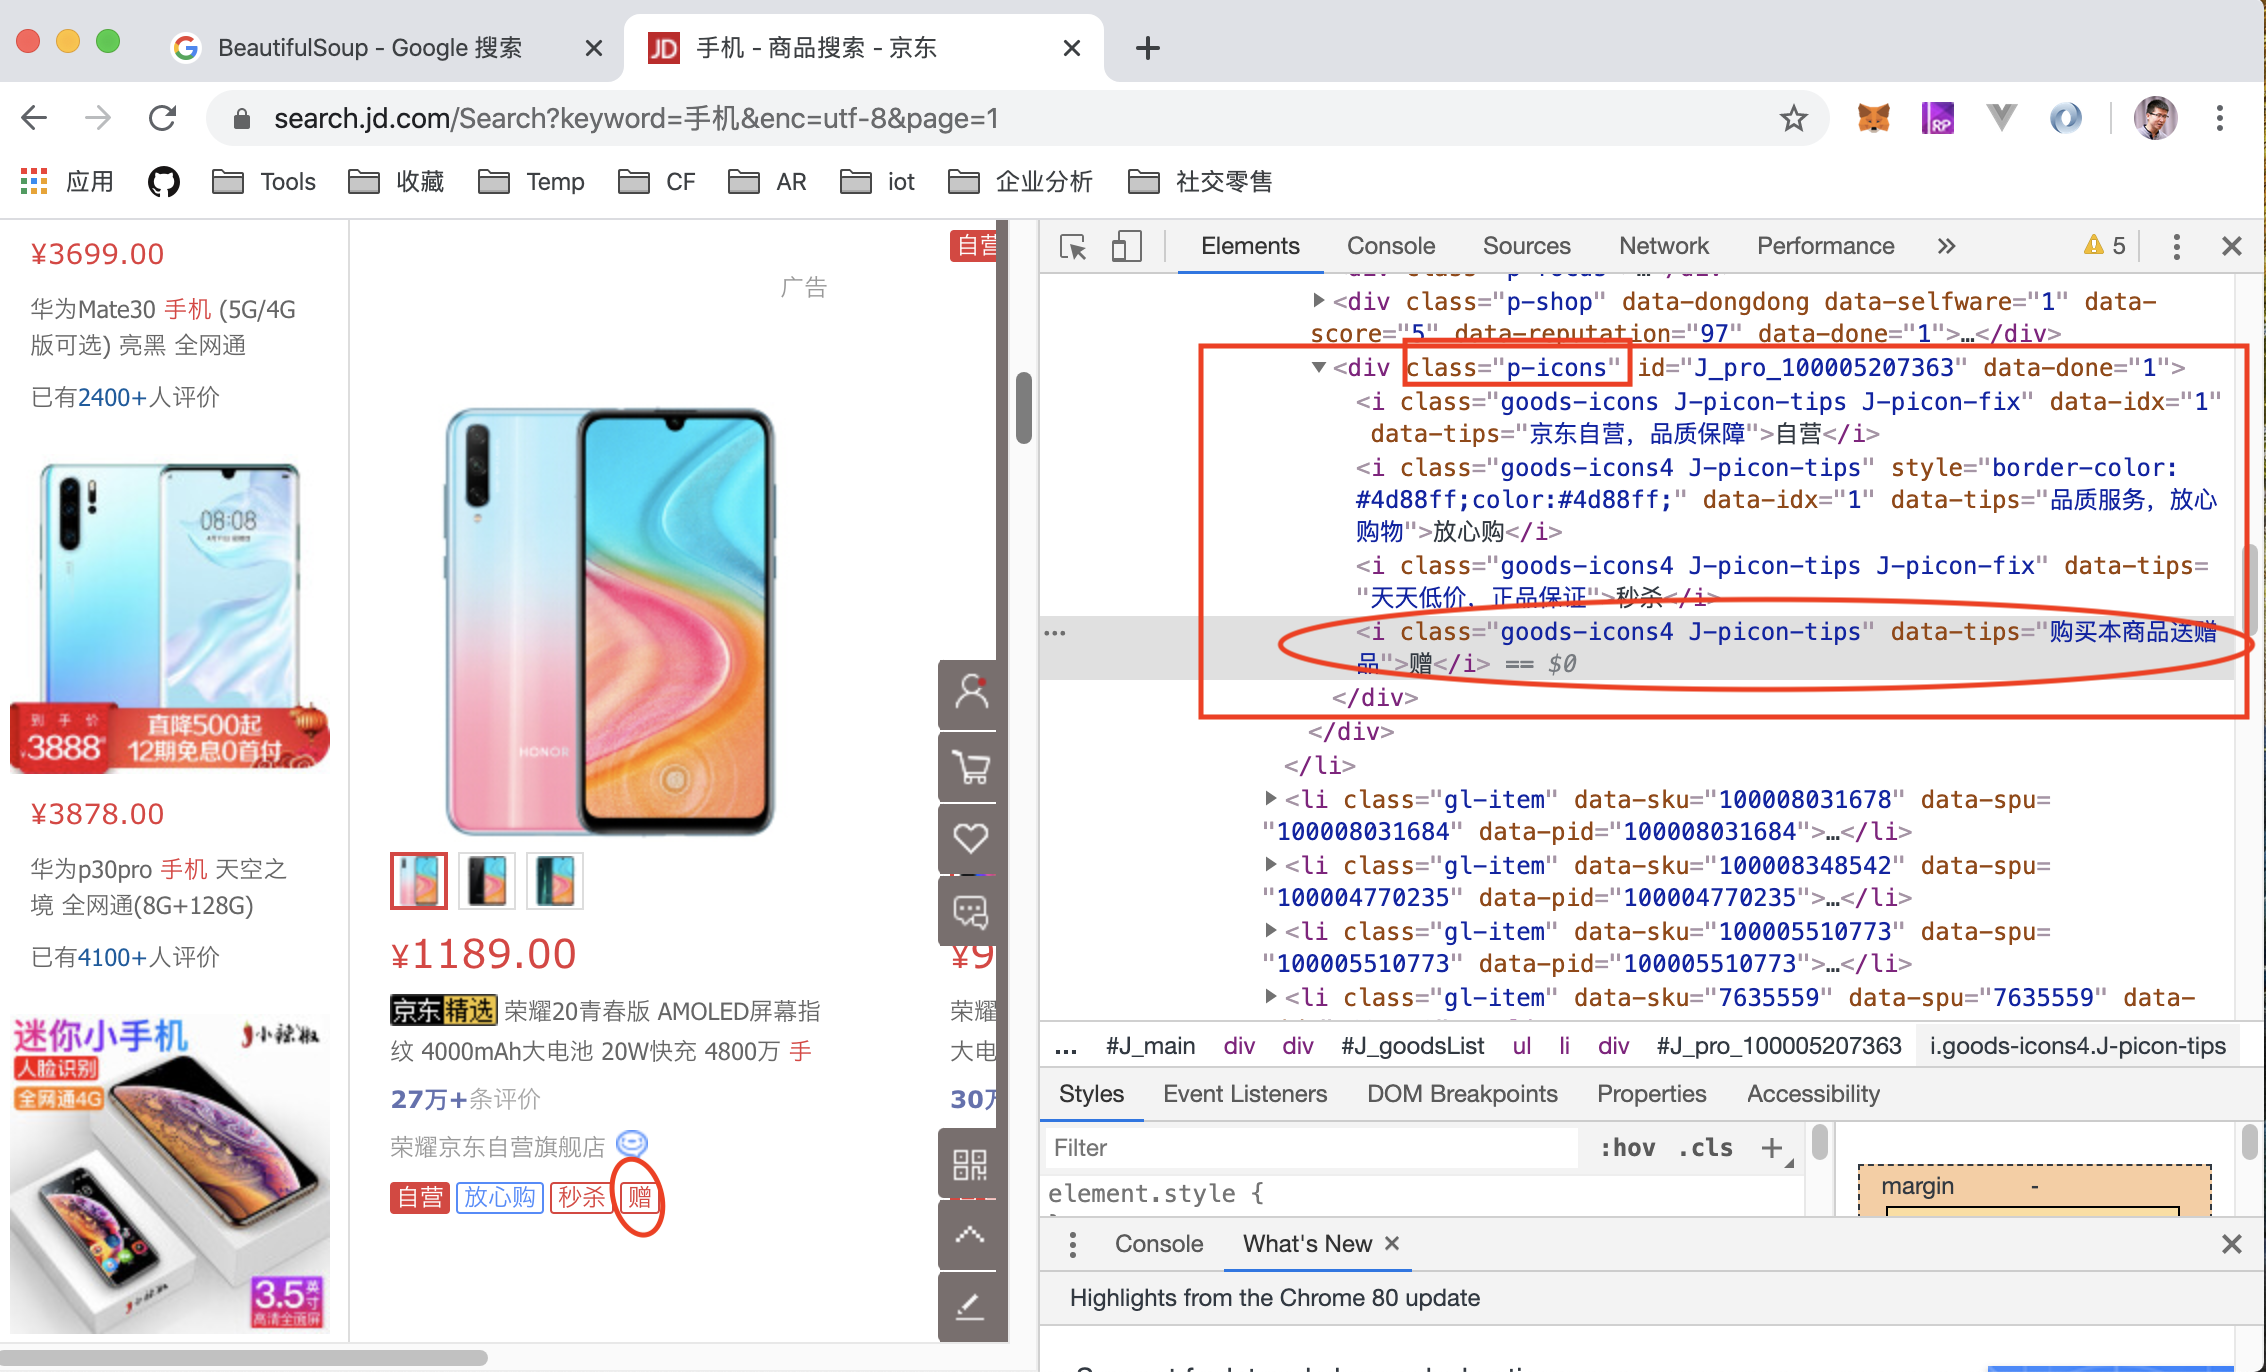 BeautifulSoup - Google 搜索
手机 - 商品搜索 - 京东
search.jd.com/Search?keyword=手机&enc=utf-8&page=1
应用 Tools 收藏 Temp CF AR iot 企业分析 社交零售
¥3699.00
华为Mate30 手机 (5G/4G
版可选) 亮黑 全网通
已有2400+人评价
08:08
到手价
3888
直降500起
12期免息0首付
¥3878.00
华为p30pro 手机 天空之
境 全网通(8G+128G)
已有4100+人评价
迷你小手机
小辣椒
人脸识别
全网通4G
3.5英寸
高清全面屏
自营
广告
HONOR
¥1189.00
京东精选 荣耀20青春版 AMOLED屏幕指
纹 4000mAh大电池 20W快充 4800万 手
27万+条评价
荣耀京东自营旗舰店
自营 放心购 秒杀 赠
¥9
荣耀
大电
30万
Elements Console Sources Network Performance » 5
<div class="p-shop" data-dongdong data-selfware="1" data-
score="5" data-reputation="97" data-done="1">…</div>
<div class="p-icons" id="J_pro_100005207363" data-done="1">
<i class="goods-icons J-picon-tips J-picon-fix" data-idx="1"
data-tips="京东自营，品质保障">自营</i>
<i class="goods-icons4 J-picon-tips" style="border-color:
#4d88ff;color:#4d88ff;" data-idx="1" data-tips="品质服务，放心
购物">放心购</i>
<i class="goods-icons4 J-picon-tips J-picon-fix" data-tips=
"天天低价，正品保证">秒杀</i>
<i class="goods-icons4 J-picon-tips" data-tips="购买本商品送赠
品">赠</i> == $0
</div>
</div>
</li>
<li class="gl-item" data-sku="100008031678" data-spu=
"100008031684" data-pid="100008031684">…</li>
<li class="gl-item" data-sku="100008348542" data-spu=
"100004770235" data-pid="100004770235">…</li>
<li class="gl-item" data-sku="100005510773" data-spu=
"100005510773" data-pid="100005510773">…</li>
<li class="gl-item" data-sku="7635559" data-spu="7635559" data-
... #J_main div div #J_goodsList ul li div #J_pro_100005207363 i.goods-icons4.J-picon-tips
Styles Event Listeners DOM Breakpoints Properties Accessibility
Filter :hov .cls +
element.style {
margin -
Console What's New
Highlights from the Chrome 80 update